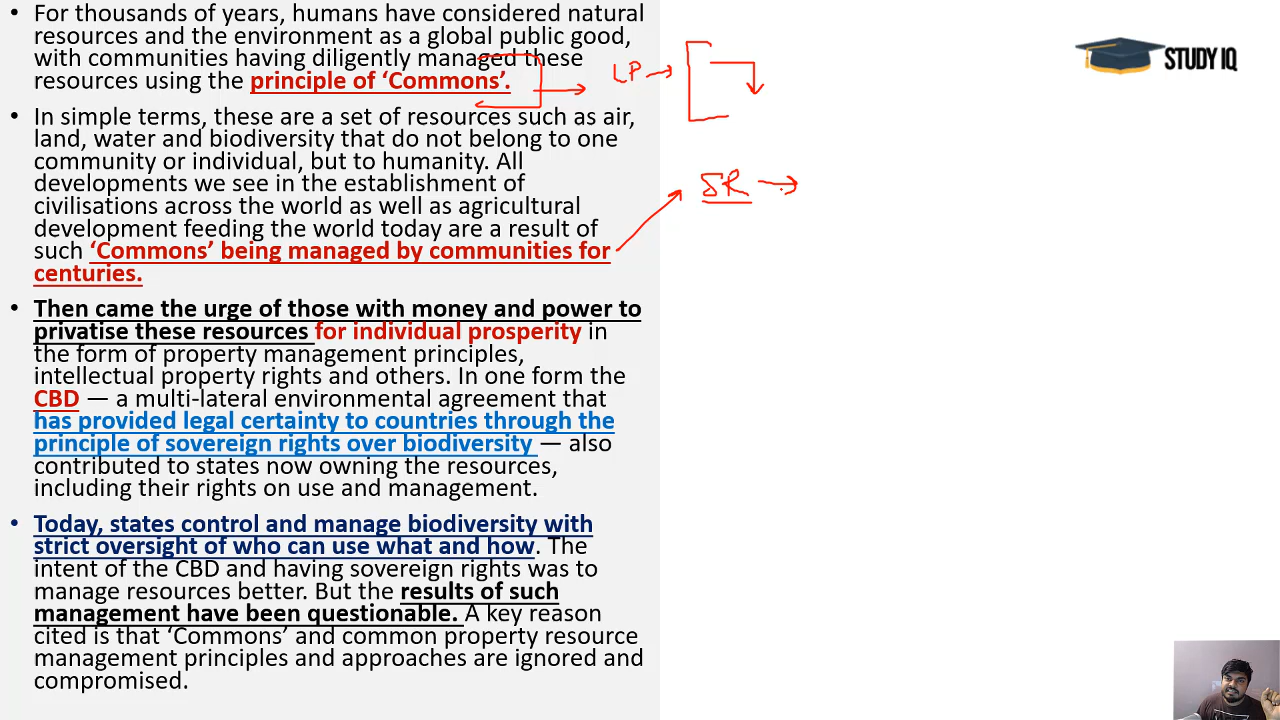 • For thousands of years, humans have considered natural
resources and the environment as a global public good,
with communities having diligently managed these
resources using the principle of ‘Commons’.
• In simple terms, these are a set of resources such as air,
land, water and biodiversity that do not belong to one
community or individual, but to humanity. All
developments we see in the establishment of
civilisations across the world as well as agricultural
development feeding the world today are a result of
such ‘Commons’ being managed by communities for
centuries.
• Then came the urge of those with money and power to
privatise these resources for individual prosperity in
the form of property management principles,
intellectual property rights and others. In one form the
CBD — a multi-lateral environmental agreement that
has provided legal certainty to countries through the
principle of sovereign rights over biodiversity — also
contributed to states now owning the resources,
including their rights on use and management.
• Today, states control and manage biodiversity with
strict oversight of who can use what and how. The
intent of the CBD and having sovereign rights was to
manage resources better. But the results of such
management have been questionable. A key reason
cited is that ‘Commons’ and common property resource
management principles and approaches are ignored and
compromised.
LP
SR
STUDY IQ